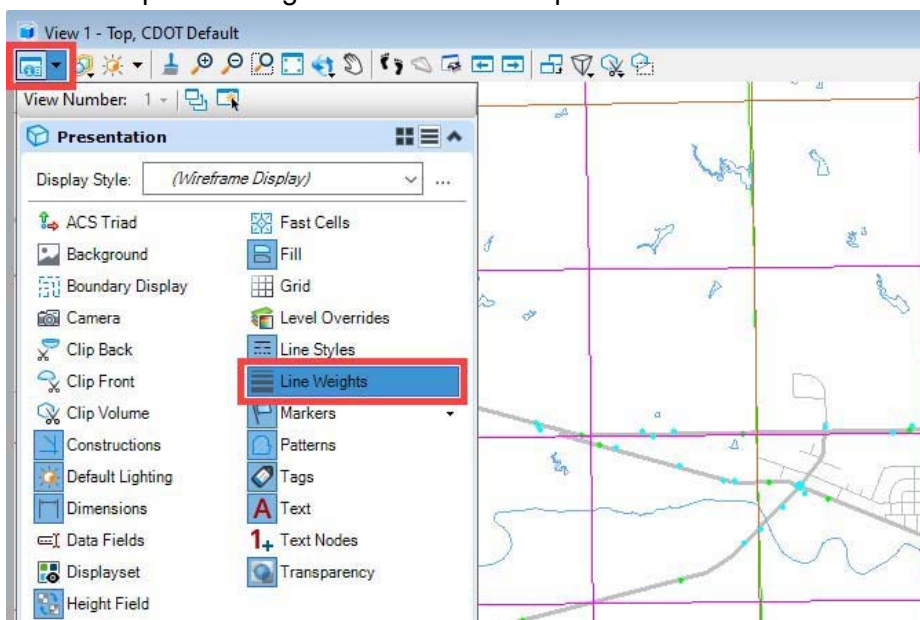 View 1 - Top, CDOT Default
View Number: 1
Presentation
Display Style: (Wireframe Display) ...
ACS Triad
Background
Boundary Display
Camera
Clip Back
Clip Front
Clip Volume
Constructions
Default Lighting
Dimensions
Data Fields
Displayset
Height Field
Fast Cells
Fill
Grid
Level Overrides
Line Styles
Line Weights
Markers
Patterns
Tags
Text
Text Nodes
Transparency